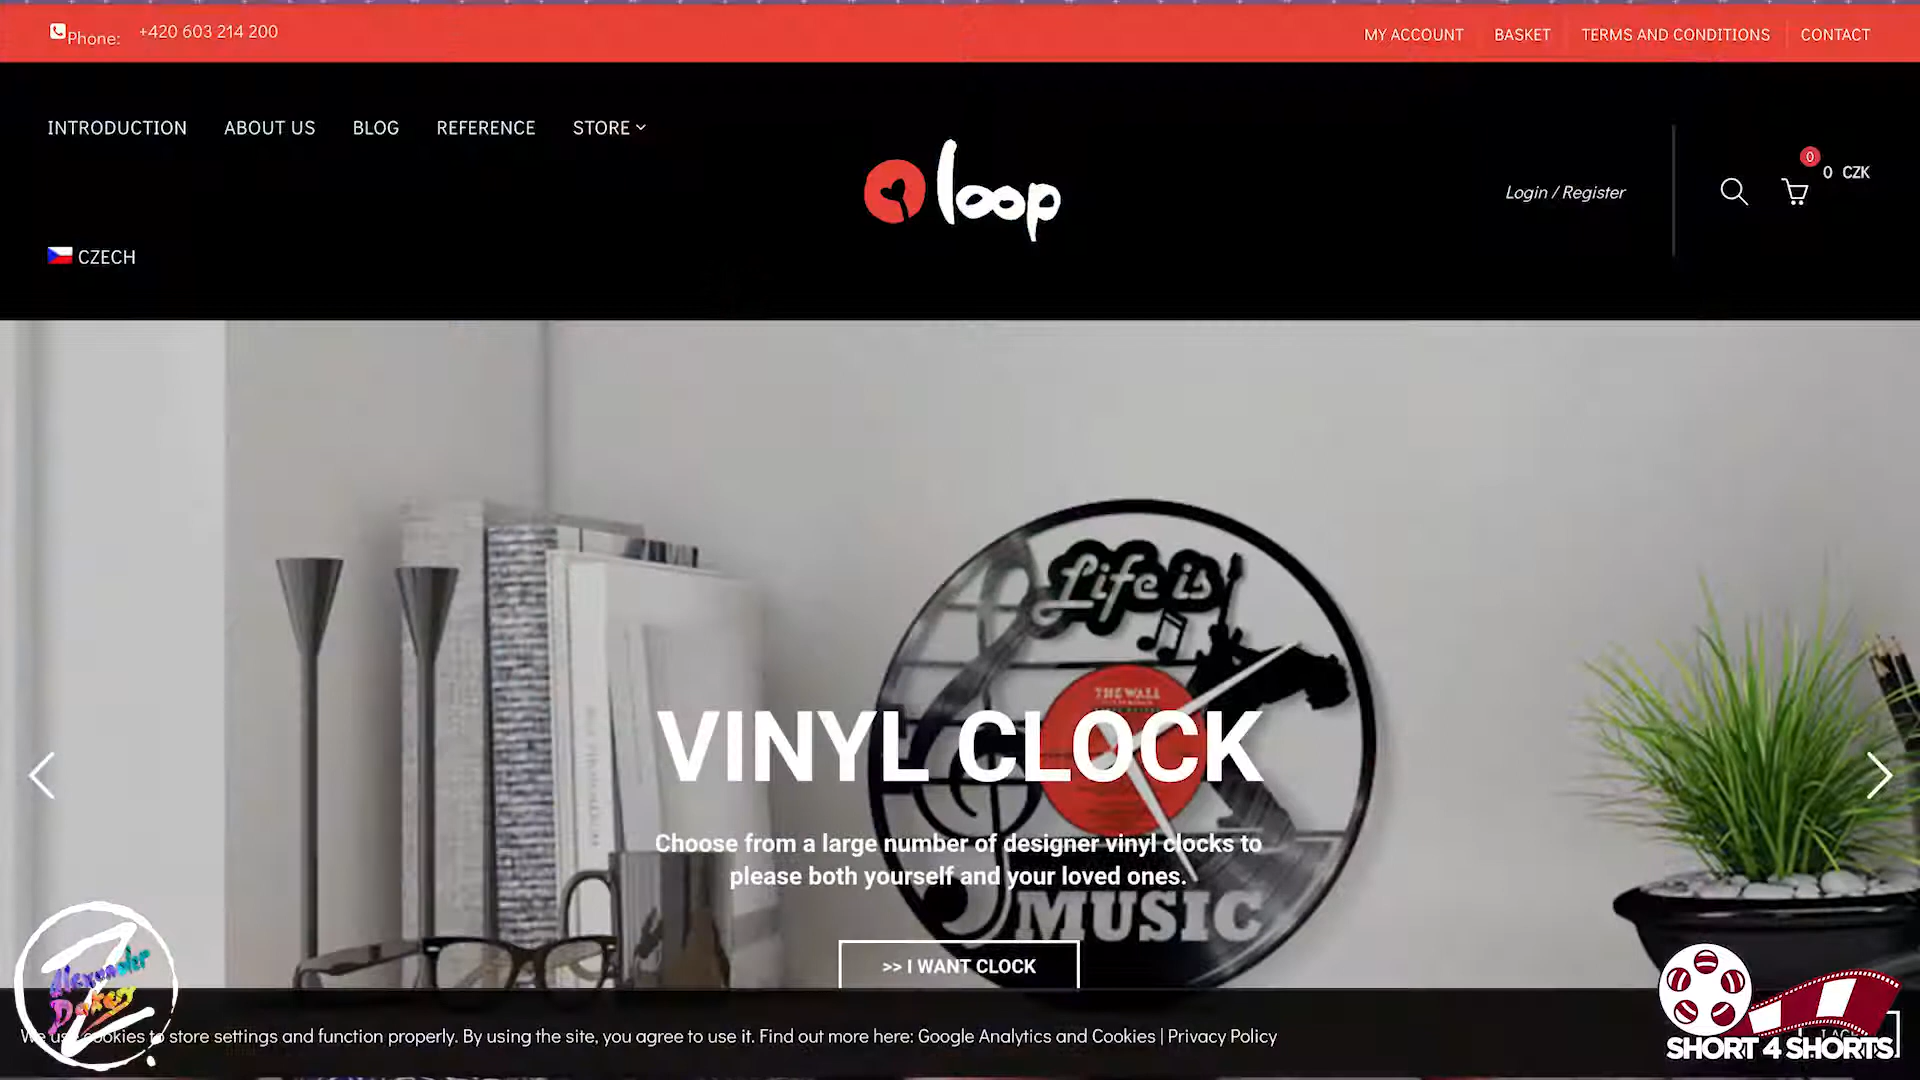 Phone: +420 603 214 200
MY ACCOUNT BASKET TERMS AND CONDITIONS CONTACT
INTRODUCTION ABOUT US BLOG REFERENCE STORE
loop
Login / Register
0
0 CZK
CZECH
Life is
THE WALL
VINYL CLOCK
Choose from a large number of designer vinyl clocks to
please both yourself and your loved ones.
MUSIC
>> I WANT CLOCK
Alexander
Dakers
We use cookies to store settings and function properly. By using the site, you agree to use it. Find out more here: Google Analytics and Cookies | Privacy Policy
SHORT 4 SHORTS